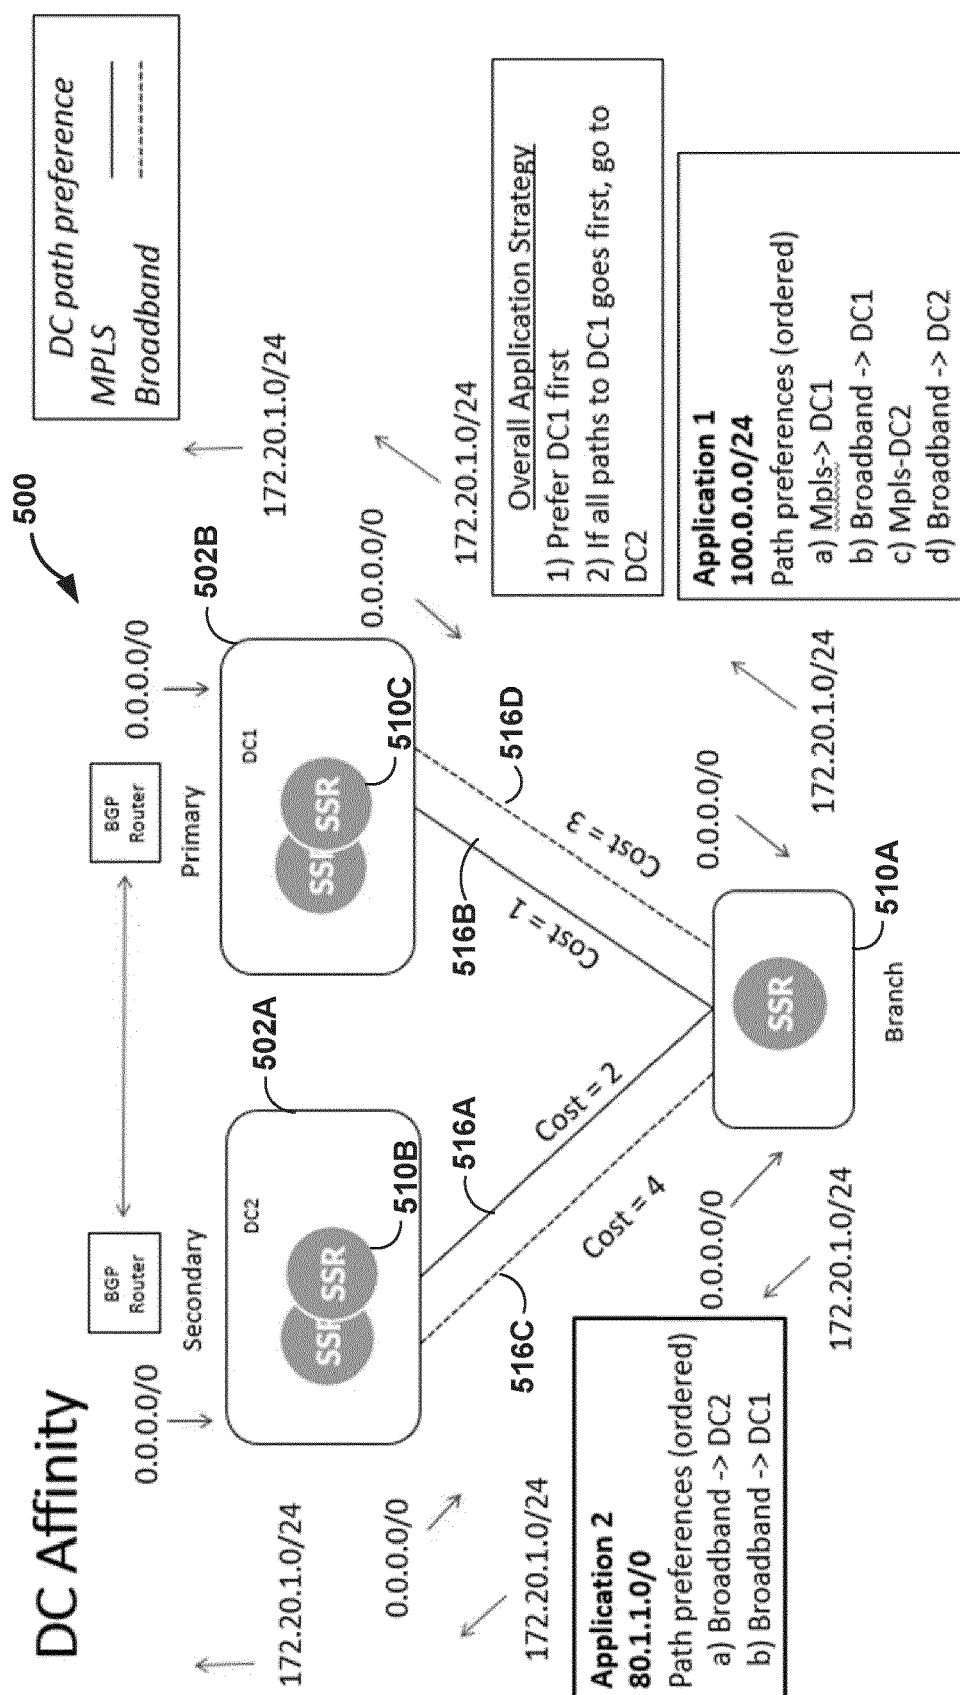 DC Affinity
500
DC path preference
MPLS
Broadband
BGP
Router
BGP
Router
0.0.0.0/0
Secondary
Primary
0.0.0.0/0
172.20.1.0/24
DC2
SSR
SSR
510B
502A
DC1
SSR
SSR
510C
502B
172.20.1.0/24
0.0.0.0/0
0.0.0.0/0
172.20.1.0/24
172.20.1.0/24
516C
516A
516B
516D
Cost = 4
Cost = 2
Cost = 1
Cost = 3
Overall Application Strategy
1) Prefer DC1 first
2) If all paths to DC1 goes first, go to
DC2
Application 2
80.1.1.0/0
Path preferences (ordered)
a) Broadband -> DC2
b) Broadband -> DC1
0.0.0.0/0
172.20.1.0/24
SSR
Branch
510A
0.0.0.0/0
172.20.1.0/24
Application 1
100.0.0.0/24
Path preferences (ordered)
a) Mpls-> DC1
b) Broadband -> DC1
c) Mpls-DC2
d) Broadband -> DC2